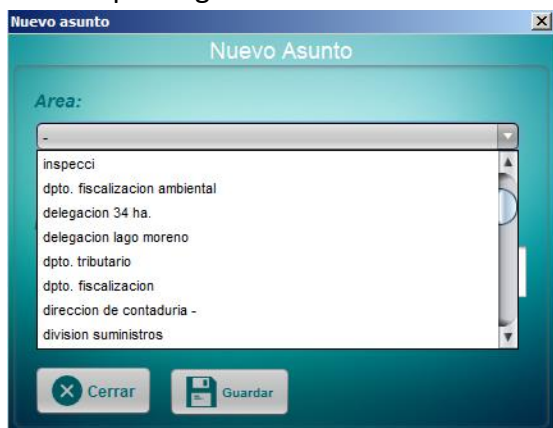 Nuevo asunto
Nuevo Asunto
Area:
-
inspecci
dpto. fiscalizacion ambiental
delegacion 34 ha.
delegacion lago moreno
dpto. tributario
dpto. fiscalizacion
direccion de contaduria -
division suministros
Cerrar
Guardar